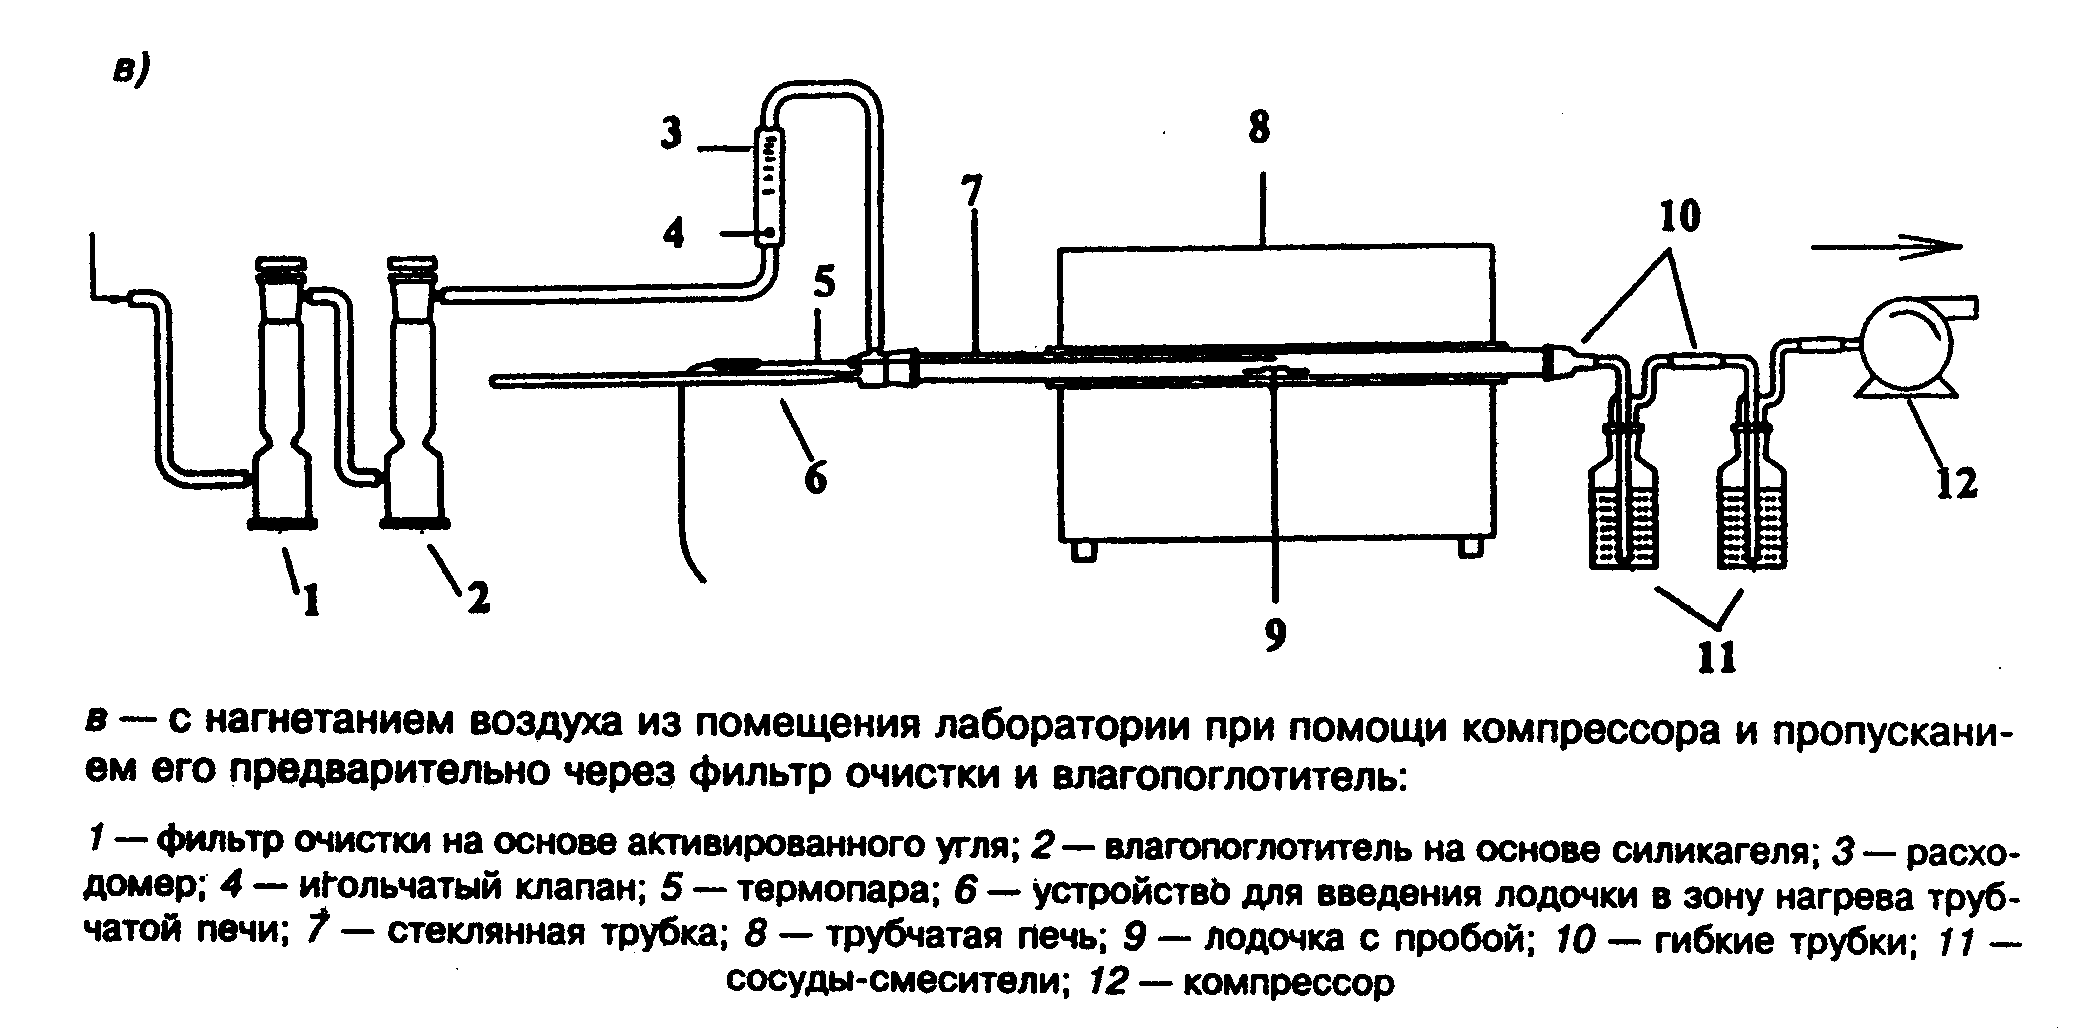 в)
3
8
7
10
4
5
6
12
1
2
9
11
в — с нагнетанием воздуха из помещения лаборатории при помощи компрессора и пропускани-
ем его предварительно через фильтр очистки и влагопоглотитель:
1 — фильтр очистки на основе активированного угля; 2 — влагопоглотитель на основе силикагеля; 3 — расхо-
домер; 4 — игольчатый клапан; 5 — термопара; 6 — устройство для введения лодочки в зону нагрева труб-
чатой печи; 7 — стеклянная трубка; 8 — трубчатая печь; 9 — лодочка с пробой; 10 — гибкие трубки; 11 —
сосуды-смесители; 12 — компрессор